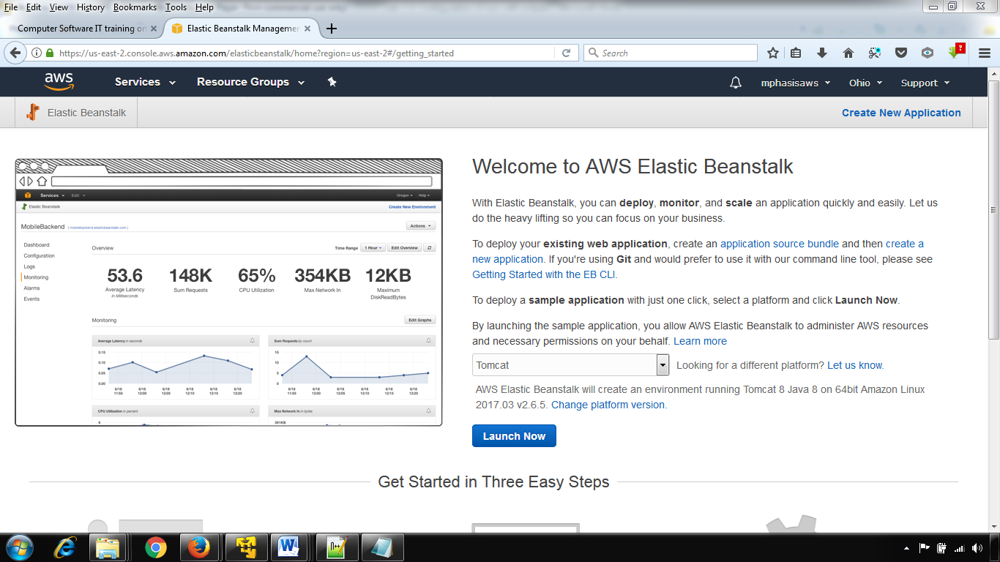 File Edit View History Bookmarks Tools Help
Computer Software IT training on
Elastic Beanstalk Managemen
https://us-east-2.console.aws.amazon.com/elasticbeanstalk/home?region=us-east-2#/getting_started
Search
?
aws
Services
Resource Groups
mphasisaws
Ohio
Support
Elastic Beanstalk
Create New Application
Services Edit
Oregon Help
Elastic Beanstalk
Create New Environment
MobileBackend ( mobilebackend.elasticbeanstalk.com )
Actions
Dashboard
Configuration
Logs
Monitoring
Alarms
Events
Overview
Time Range 1 Hour Edit Overview
53.6 148K 65% 354KB 12KB
Average Latency Sum Requests CPU Utilization Max Network In Maximum
in Milliseconds DiskReadBytes
Monitoring
Edit Graphs
Average Latency in seconds
0.15
0.10
0.05
0.00
6/18 6/18 6/18 6/18 6/18 6/18
11:55 12:00 12:05 12:10 12:15 12:20
Sum Requests by count
15
10
5
0
6/18 6/18 6/18 6/18 6/18 6/18
11:55 12:00 12:05 12:10 12:15 12:20
CPU Utilization in percent
6
Max Network In in bytes
391KB
Welcome to AWS Elastic Beanstalk
With Elastic Beanstalk, you can deploy, monitor, and scale an application quickly and easily. Let us
do the heavy lifting so you can focus on your business.
To deploy your existing web application, create an application source bundle and then create a
new application. If you're using Git and would prefer to use it with our command line tool, please see
Getting Started with the EB CLI.
To deploy a sample application with just one click, select a platform and click Launch Now.
By launching the sample application, you allow AWS Elastic Beanstalk to administer AWS resources
and necessary permissions on your behalf. Learn more
Tomcat
Looking for a different platform? Let us know.
AWS Elastic Beanstalk will create an environment running Tomcat 8 Java 8 on 64bit Amazon Linux
2017.03 v2.6.5. Change platform version.
Launch Now
Get Started in Three Easy Steps